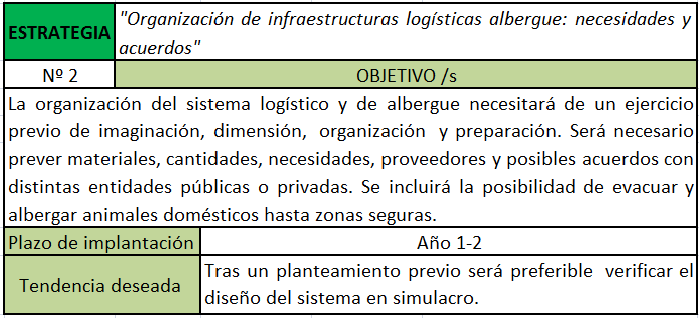 ESTRATEGIA
"Organización de infraestructuras logísticas albergue: necesidades y
acuerdos"
Nº 2
OBJETIVO /s
La organización del sistema logístico y de albergue necesitará de un ejercicio
previo de imaginación, dimensión, organización y preparación. Será necesario
prever materiales, cantidades, necesidades, proveedores y posibles acuerdos con
distintas entidades públicas o privadas. Se incluirá la posibilidad de evacuar y
albergar animales domésticos hasta zonas seguras.
Plazo de implantación
Año 1-2
Tendencia deseada
Tras un planteamiento previo será preferible verificar el
diseño del sistema en simulacro.